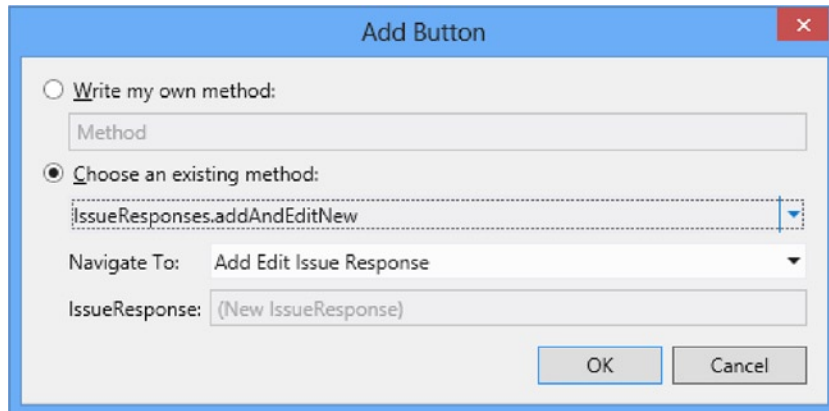 Add Button
Write my own method:
Method
Choose an existing method:
IssueResponses.addAndEditNew
Navigate To: Add Edit Issue Response
IssueResponse: (New IssueResponse)
OK Cancel